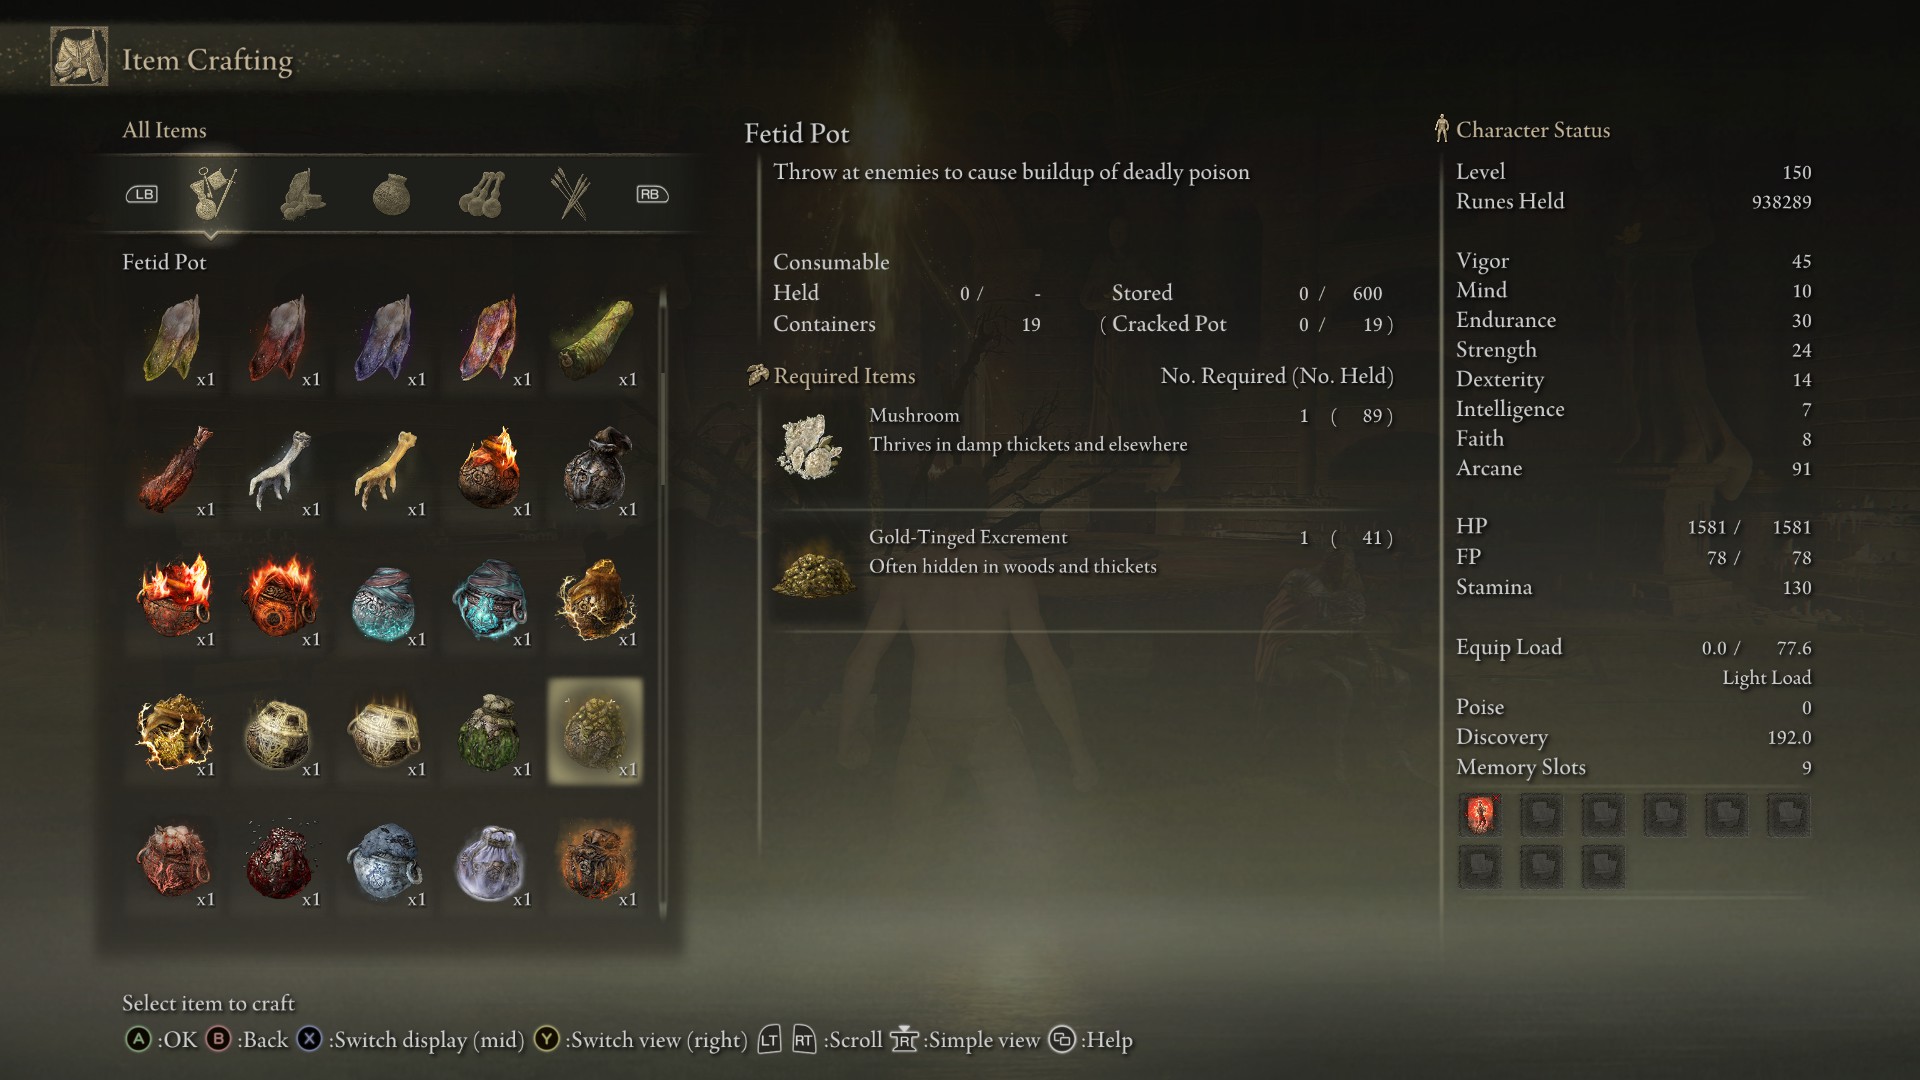 Item Crafting
All Items
LB
RB
Fetid Pot
x1 x1 x1 x1 x1
x1 x1 x1 x1 x1
x1 x1 x1 x1 x1
x1 x1 x1 x1 x1
x1 x1 x1 x1 x1
Fetid Pot
Throw at enemies to cause buildup of deadly poison
Consumable
Held 0 / - Stored 0 / 600
Containers 19 ( Cracked Pot 0 / 19 )
Required Items No. Required (No. Held)
Mushroom 1 ( 89 )
Thrives in damp thickets and elsewhere
Gold-Tinged Excrement 1 ( 41 )
Often hidden in woods and thickets
Character Status
Level 150
Runes Held 938289
Vigor 45
Mind 10
Endurance 30
Strength 24
Dexterity 14
Intelligence 7
Faith 8
Arcane 91
HP 1581 / 1581
FP 78 / 78
Stamina 130
Equip Load 0.0 / 77.6
Light Load
Poise 0
Discovery 192.0
Memory Slots 9
Select item to craft
A :OK B :Back X :Switch display (mid) Y :Switch view (right) LT RT :Scroll R :Simple view :Help